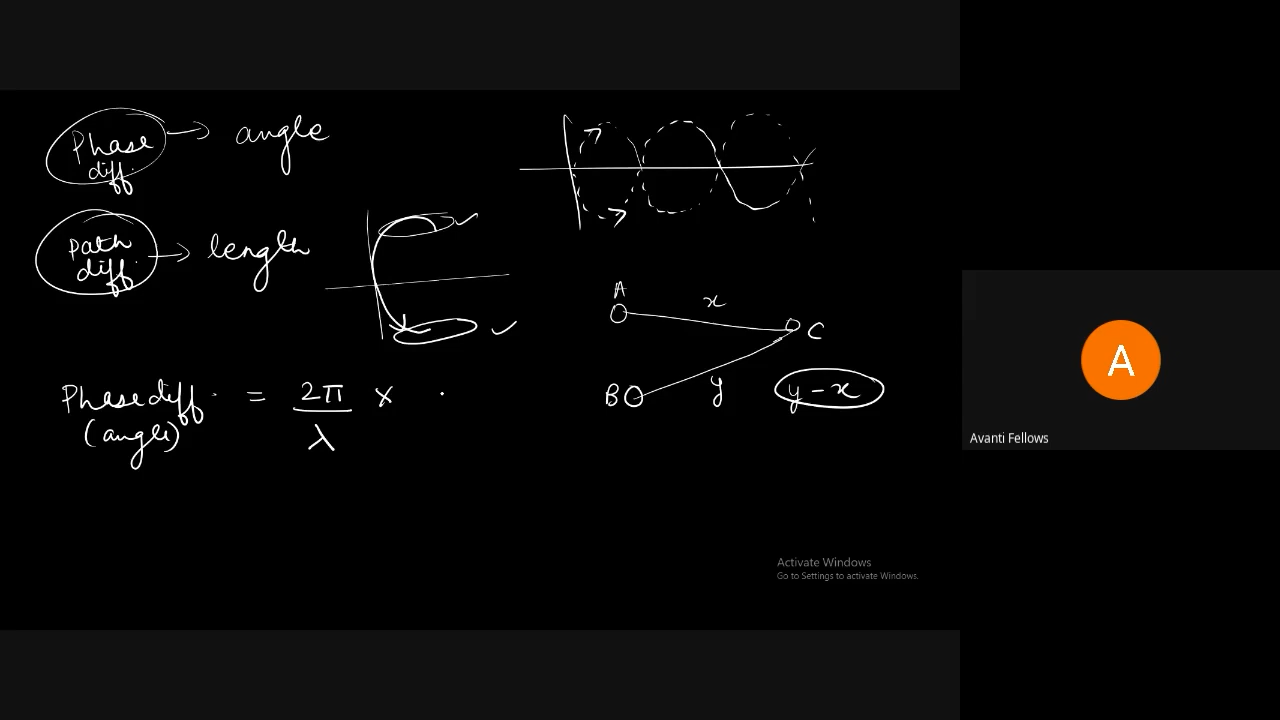 Phase diff. → angle
Path diff. → length
A
x
C
B
y
y - x
Phase diff. = 2π / λ ×
(angle)
A
Avanti Fellows
Activate Windows
Go to Settings to activate Windows.